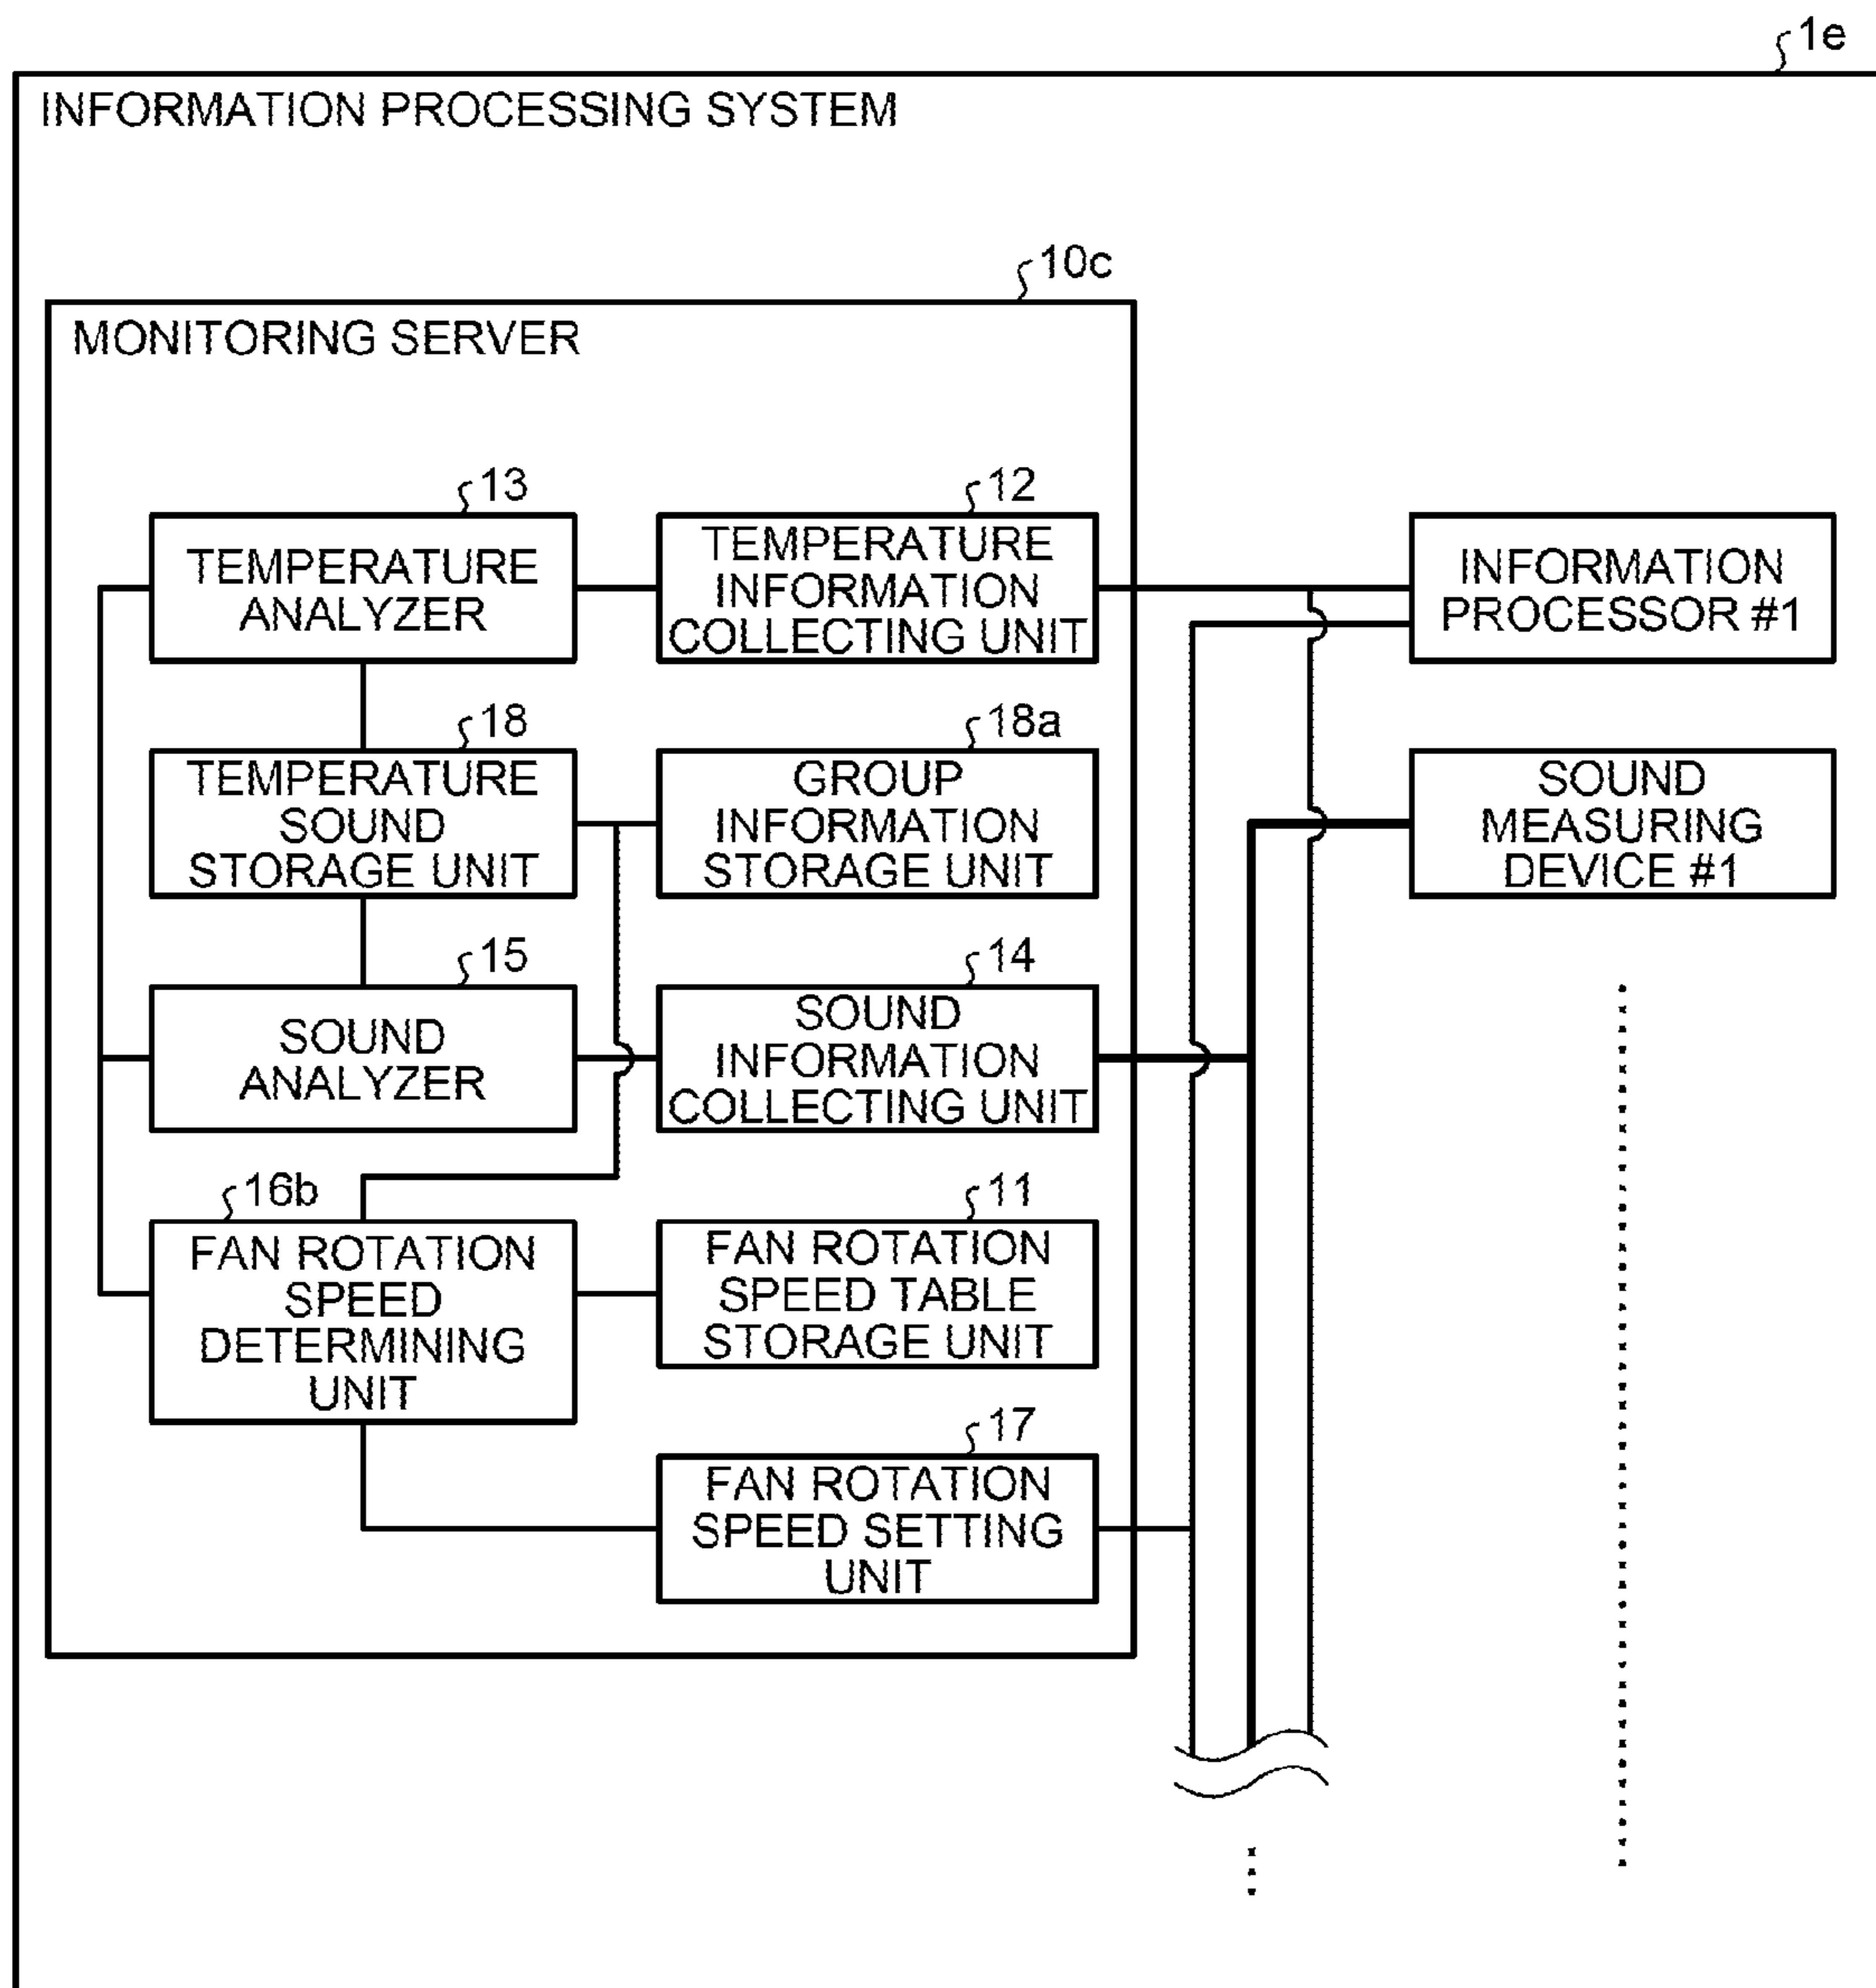 1e
INFORMATION PROCESSING SYSTEM
10c
MONITORING SERVER
13
TEMPERATURE
ANALYZER
12
TEMPERATURE
INFORMATION
COLLECTING UNIT
INFORMATION
PROCESSOR #1
18
TEMPERATURE
SOUND
STORAGE UNIT
18a
GROUP
INFORMATION
STORAGE UNIT
SOUND
MEASURING
DEVICE #1
15
SOUND
ANALYZER
14
SOUND
INFORMATION
COLLECTING UNIT
16b
FAN ROTATION
SPEED
DETERMINING
UNIT
11
FAN ROTATION
SPEED TABLE
STORAGE UNIT
17
FAN ROTATION
SPEED SETTING
UNIT